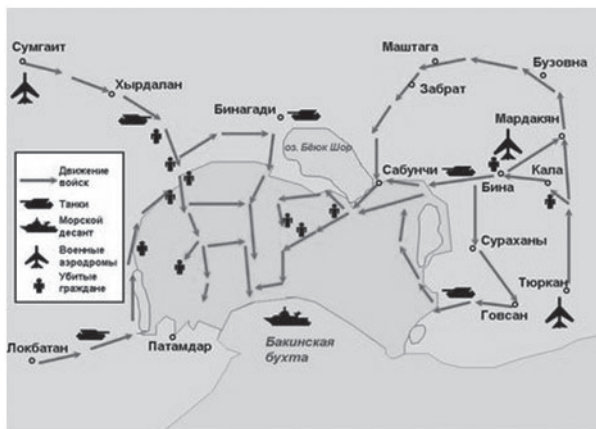 Сумгаит
Хырдалан
Бинагади
оз. Бёюк Шор
Маштага
Забрат
Бузовна
Мардакян
Сабунчи
Бина
Кала
Сураханы
Тюркан
Говсан
Локбатан
Патамдар
Бакинская
бухта
Движение
войск
Танки
Морской
десант
Военные
аэродромы
Убитые
граждане